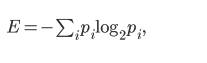 E = −∑ᵢpᵢlog₂pᵢ,